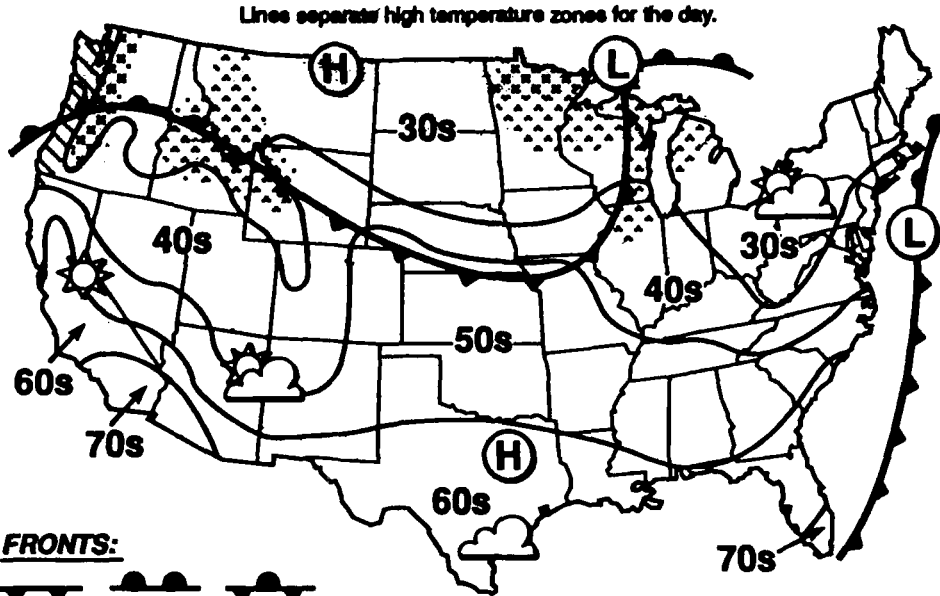 Lines separate high temperature zones for the day.
H
L
30s
40s
30s
L
40s
50s
60s
70s
H
60s
70s
FRONTS: